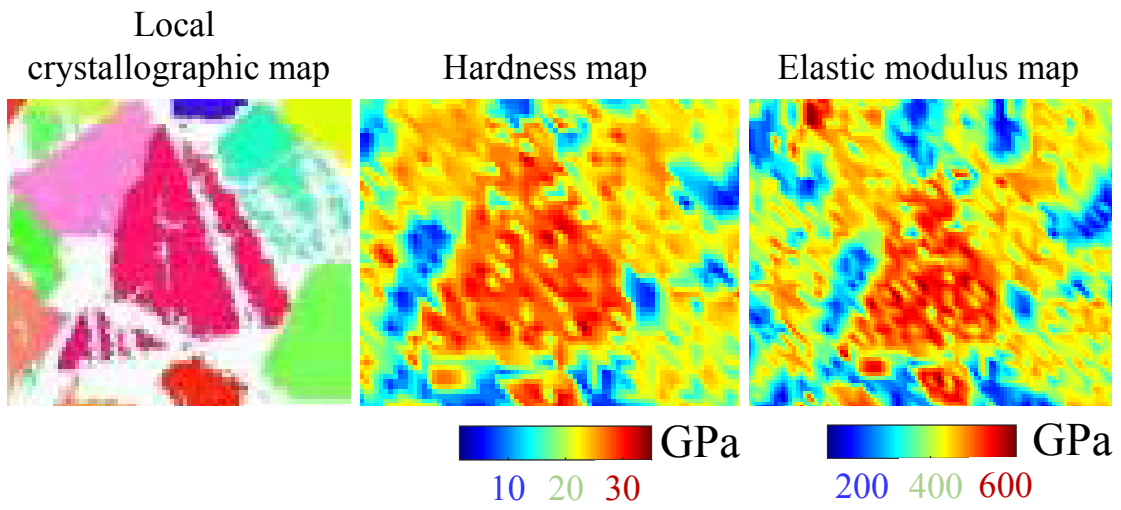 Local
crystallographic map
Hardness map
Elastic modulus map
GPa
10 20 30
GPa
200 400 600